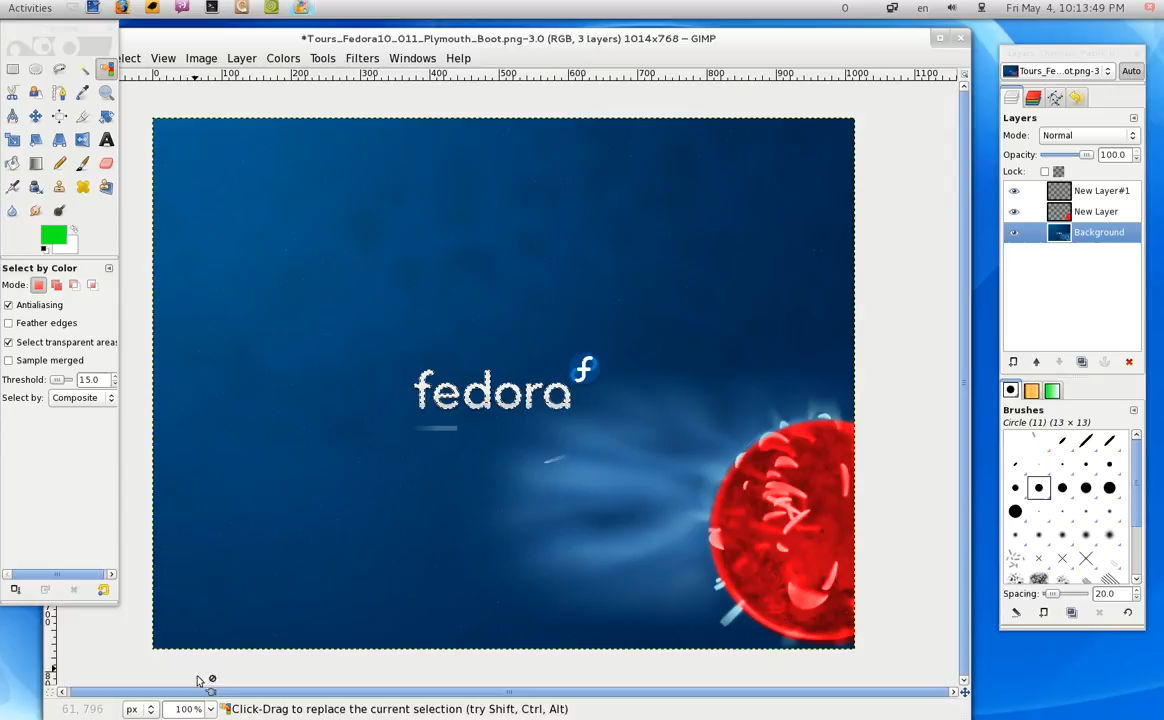 Activities
0
en
Fri May 4, 10:13:49 PM
*Tours_Fedora10_011_Plymouth_Boot.png-3.0 (RGB, 3 layers) 1014x768 – GIMP
elect View Image Layer Colors Tools Filters Windows Help
0 100 200 300 400 500 600 700 800 900 1000 1100
Select by Color
Mode:
Antialiasing
Feather edges
Select transparent areas
Sample merged
Threshold: 15.0
Select by: Composite
fedora
Tours_Fe...ot.png-3 Auto
Layers
Mode: Normal
Opacity: 100.0
Lock:
New Layer#1
New Layer
Background
Brushes
Circle (11) (13 × 13)
Spacing: 20.0
61, 796 px 100% Click-Drag to replace the current selection (try Shift, Ctrl, Alt)